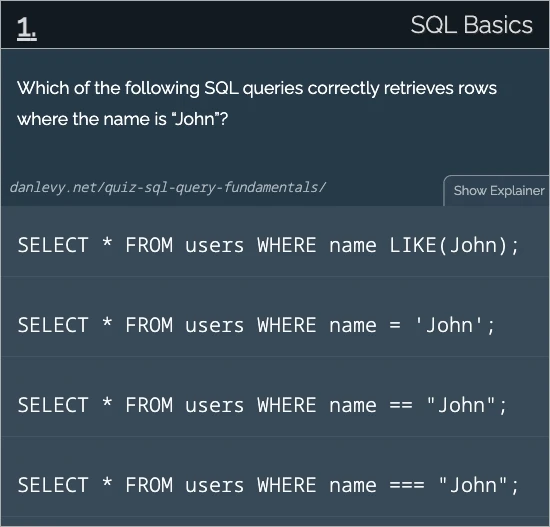 1.
SQL Basics
Which of the following SQL queries correctly retrieves rows
where the name is “John”?
danlevy.net/quiz-sql-query-fundamentals/
Show Explainer
SELECT * FROM users WHERE name LIKE(John);
SELECT * FROM users WHERE name = 'John';
SELECT * FROM users WHERE name == "John";
SELECT * FROM users WHERE name === "John";